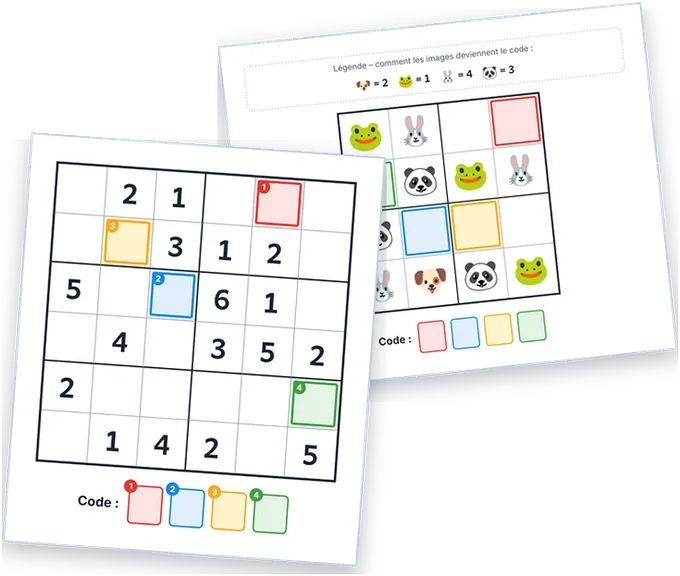 Légende – comment les images deviennent le code :
🐶 = 2 🐸 = 1 🐰 = 4 🐼 = 3
Code :
2 1 1
3 3 1 2
5 2 6 1
4 3 5 2
2 4
1 4 2 5
Code : 1 2 3 4